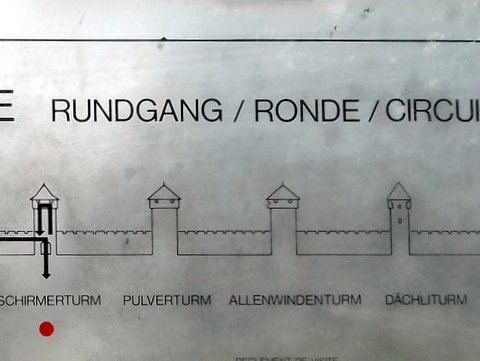 E RUNDGANG / RONDE / CIRCUI
SCHIRMERTURM PULVERTURM ALLENWINDENTURM DÄCHLITURM